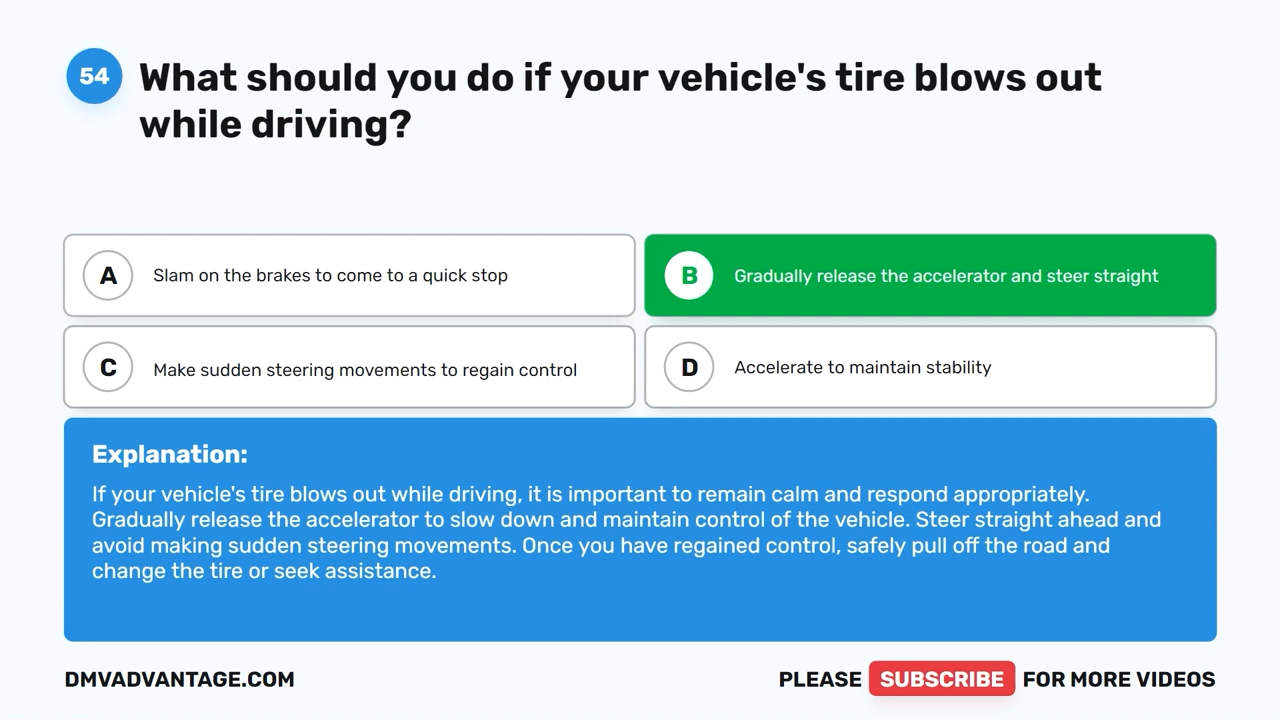 54
What should you do if your vehicle's tire blows out
while driving?
A Slam on the brakes to come to a quick stop
B Gradually release the accelerator and steer straight
C Make sudden steering movements to regain control
D Accelerate to maintain stability
Explanation:
If your vehicle's tire blows out while driving, it is important to remain calm and respond appropriately.
Gradually release the accelerator to slow down and maintain control of the vehicle. Steer straight ahead and
avoid making sudden steering movements. Once you have regained control, safely pull off the road and
change the tire or seek assistance.
DMVADVANTAGE.COM
PLEASE SUBSCRIBE FOR MORE VIDEOS